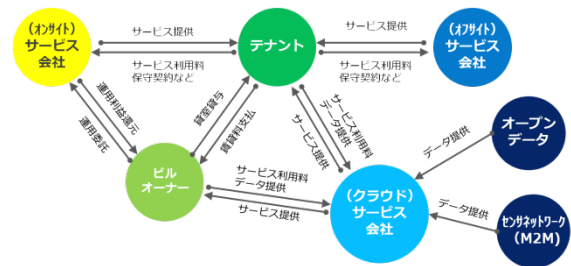 (オンサイト)
サービス
会社
サービス提供
サービス利用料
保守契約など
テナント
サービス提供
サービス利用料
保守契約など
(オフサイト)
サービス
会社
運用利益還元
運用委託
貸室貸与
賃貸料支払
サービス利用料
データ提供
サービス提供
オープン
データ
データ提供
ビル
オーナー
サービス利用料
データ提供
サービス提供
(クラウド)
サービス
会社
データ提供
センサネットワーク
(M2M)